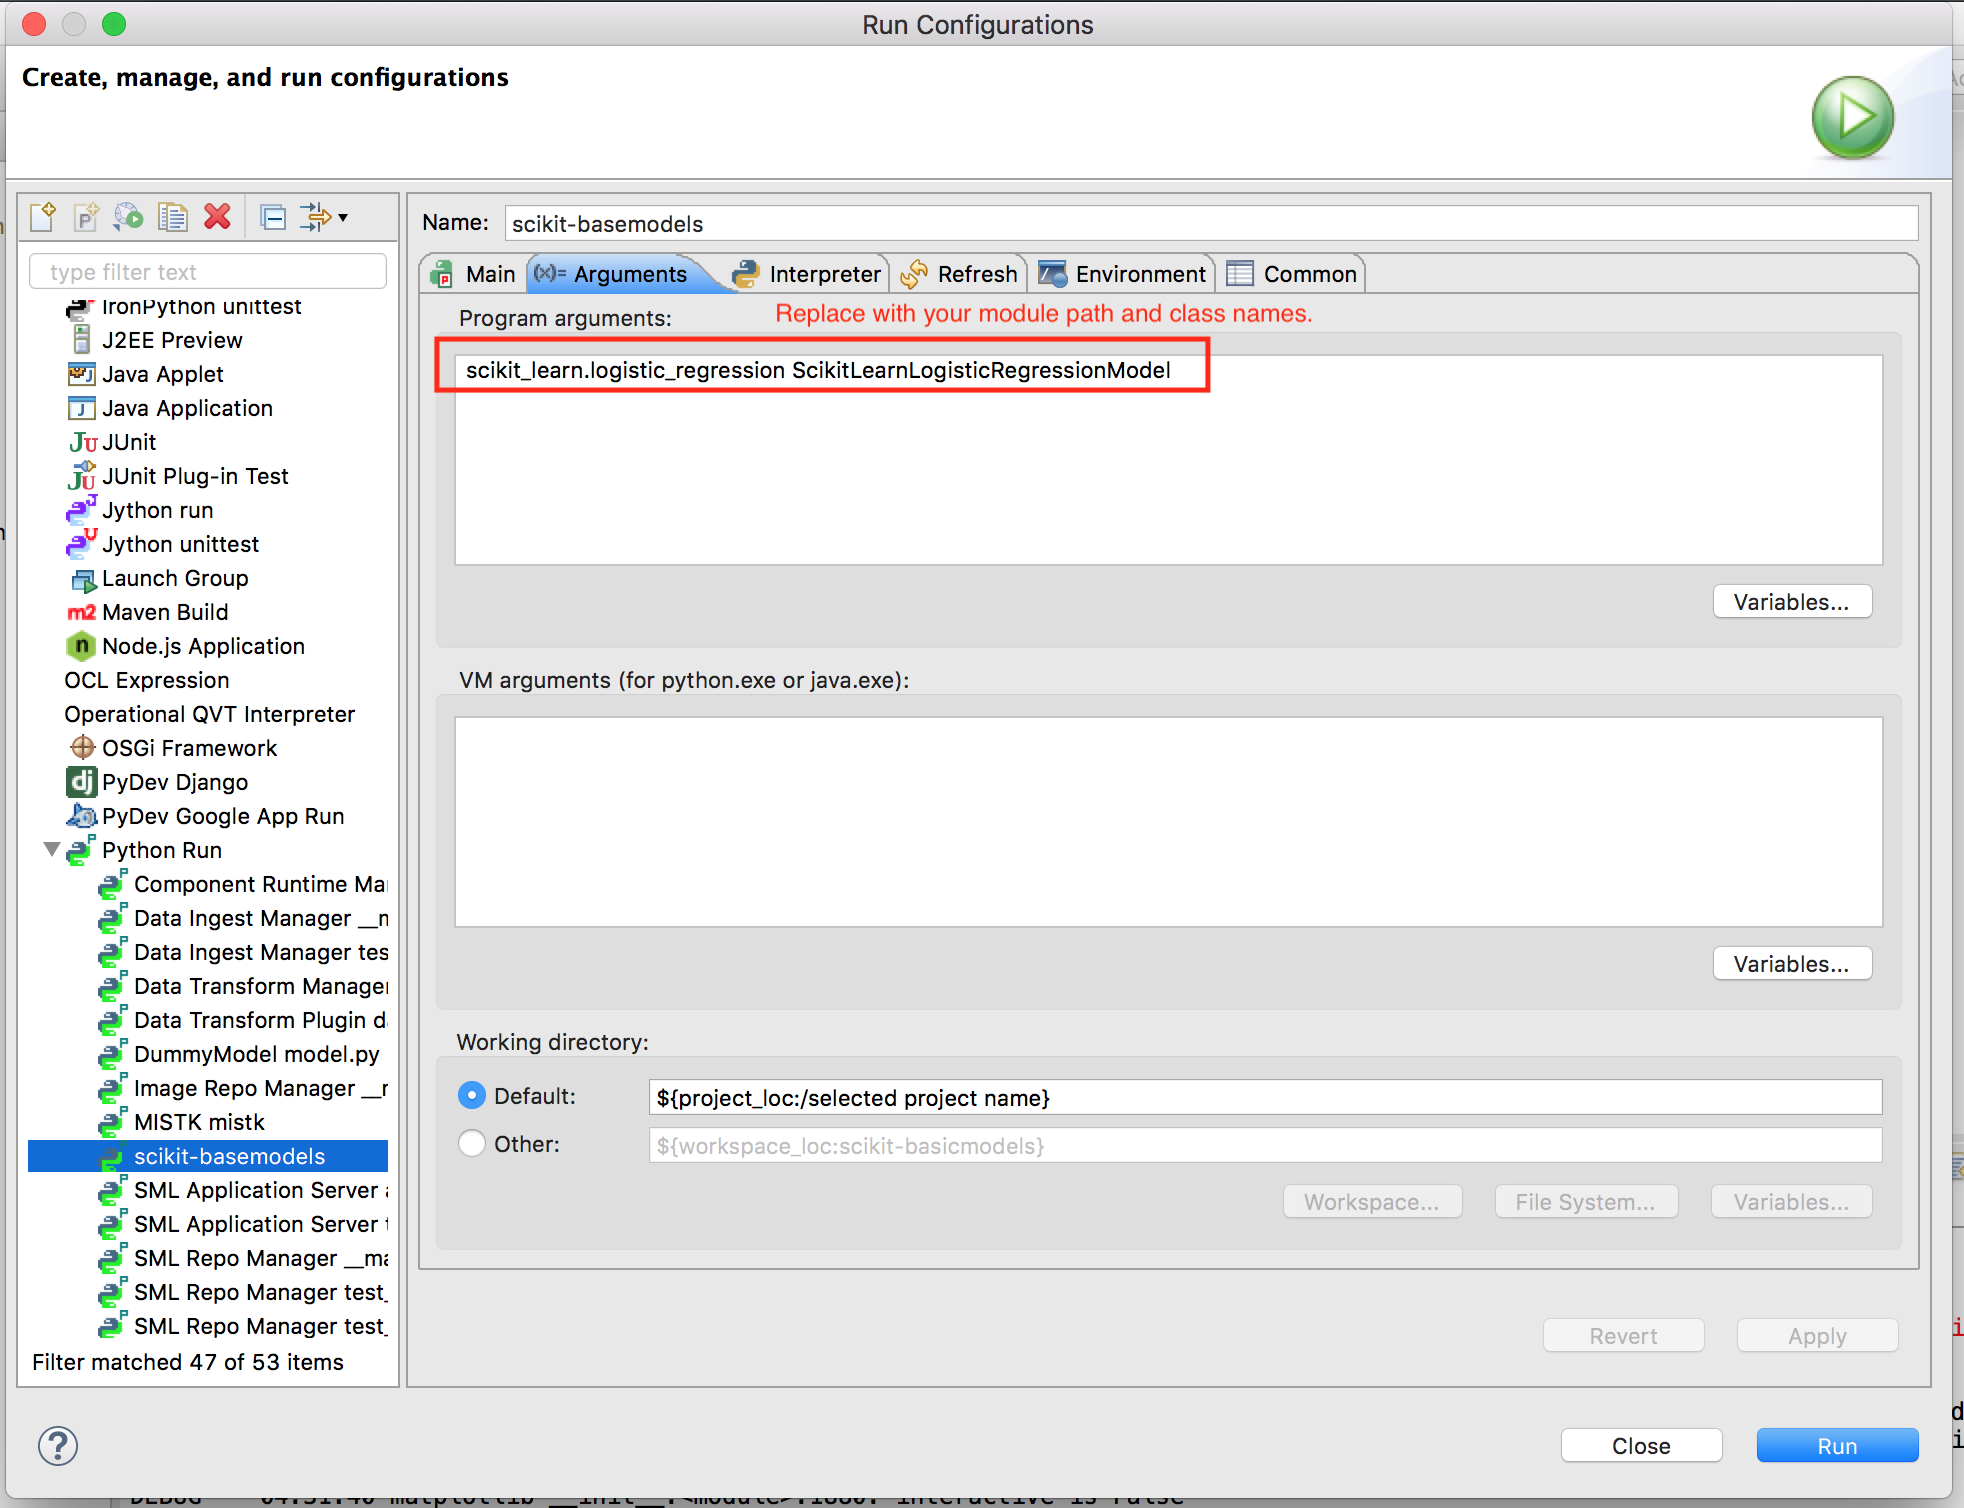 Run Configurations
Create, manage, and run configurations
type filter text
IronPython unittest
J2EE Preview
Java Applet
Java Application
JUnit
JUnit Plug-in Test
Jython run
Jython unittest
Launch Group
Maven Build
Node.js Application
OCL Expression
Operational QVT Interpreter
OSGi Framework
PyDev Django
PyDev Google App Run
Python Run
Component Runtime Ma
Data Ingest Manager __
Data Ingest Manager tes
Data Transform Manager
Data Transform Plugin d
DummyModel model.py
Image Repo Manager __
MISTK mistk
scikit-basemodels
SML Application Server
SML Application Server
SML Repo Manager __ma
SML Repo Manager test_
SML Repo Manager test_
Filter matched 47 of 53 items
Name: scikit-basemodels
Main (x)= Arguments Interpreter Refresh Environment Common
Program arguments: Replace with your module path and class names.
scikit_learn.logistic_regression ScikitLearnLogisticRegressionModel
Variables...
VM arguments (for python.exe or java.exe):
Variables...
Working directory:
Default: ${project_loc:/selected project name}
Other: ${workspace_loc:scikit-basicmodels}
Workspace... File System... Variables...
Revert Apply
? Close Run